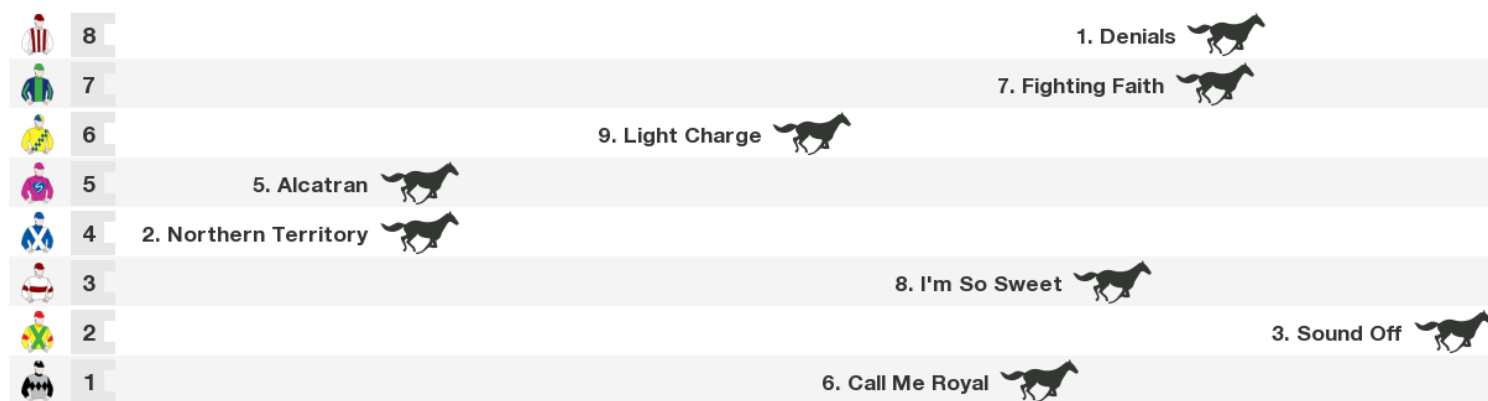 8 1. Denials
7 7. Fighting Faith
6 9. Light Charge
5 5. Alcatran
4 2. Northern Territory
3 8. I'm So Sweet
2 3. Sound Off
1 6. Call Me Royal